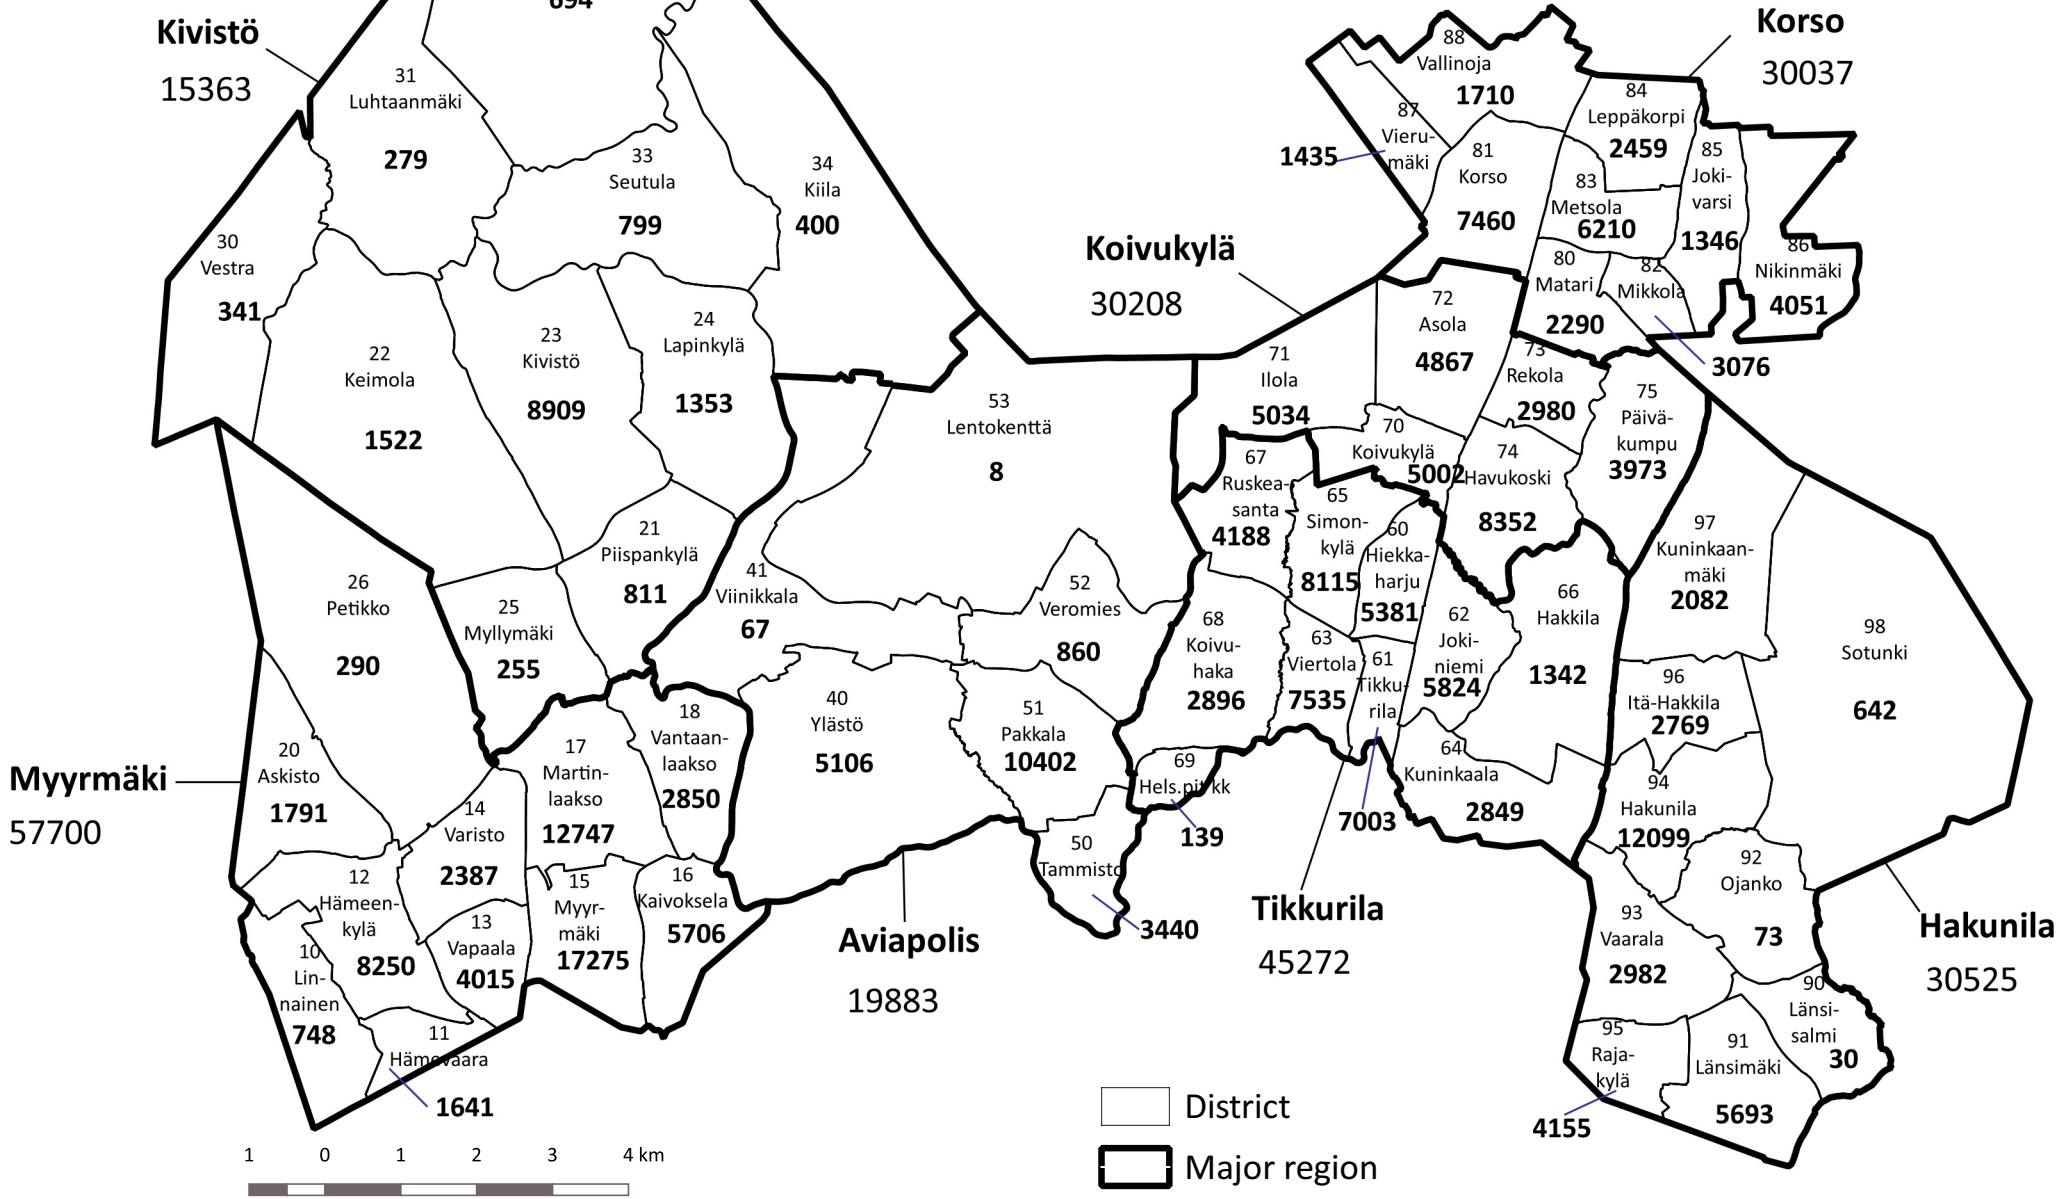 694
Kivistö
15363
31
Luhtaanmäki
279
33
Seutula
799
34
Kiila
400
30
Vestra
341
22
Keimola
1522
23
Kivistö
8909
24
Lapinkylä
1353
21
Piispankylä
811
25
Myllymäki
255
26
Petikko
290
20
Askisto
1791
Myyrmäki
57700
18
Vantaan-
laakso
2850
17
Martin-
laakso
12747
14
Varisto
2387
12
Hämeen-
kylä
8250
13
Vapaala
4015
15
Myyr-
mäki
17275
16
Kaivoksela
5706
10
Lin-
nainen
748
11
Hämevaara
1641
53
Lentokenttä
8
41
Viinikkala
67
52
Veromies
860
40
Ylästö
5106
51
Pakkala
10402
50
Tammisto
3440
Aviapolis
19883
Koivukylä
30208
71
Ilola
5034
72
Asola
4867
70
Koivukylä
5002
73
Rekola
2980
74
Havukoski
8352
75
Päivä-
kumpu
3973
Korso
30037
88
Vallinoja
1710
87
Vieru-
mäki
1435
81
Korso
7460
84
Leppäkorpi
2459
83
Metsola
6210
85
Joki-
varsi
1346
86
Nikinmäki
4051
80
Matari
2290
82
Mikkola
3076
67
Ruskea-
santa
4188
65
Simon-
kylä
8115
60
Hiekka-
harju
5381
66
Hakkila
1342
62
Joki-
niemi
5824
68
Koivu-
haka
2896
63
Viertola
7535
61
Tikku-
rila
7003
64
Kuninkaala
2849
69
Hels.pit.kk
139
Tikkurila
45272
97
Kuninkaan-
mäki
2082
98
Sotunki
642
96
Itä-Hakkila
2769
94
Hakunila
12099
92
Ojanko
73
93
Vaarala
2982
90
Länsi-
salmi
30
95
Raja-
kylä
4155
91
Länsimäki
5693
Hakunila
30525
District
Major region
1 0 1 2 3 4 km